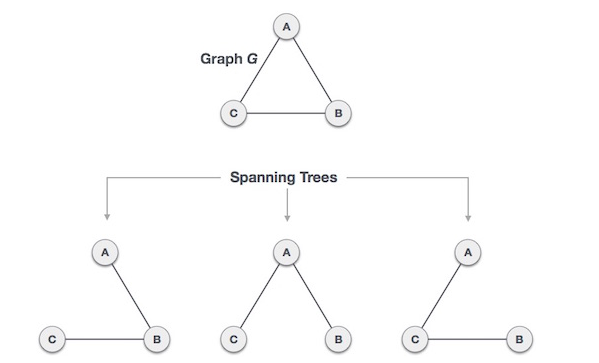 A
Graph G
C B
Spanning Trees
A A A
C B C B C B